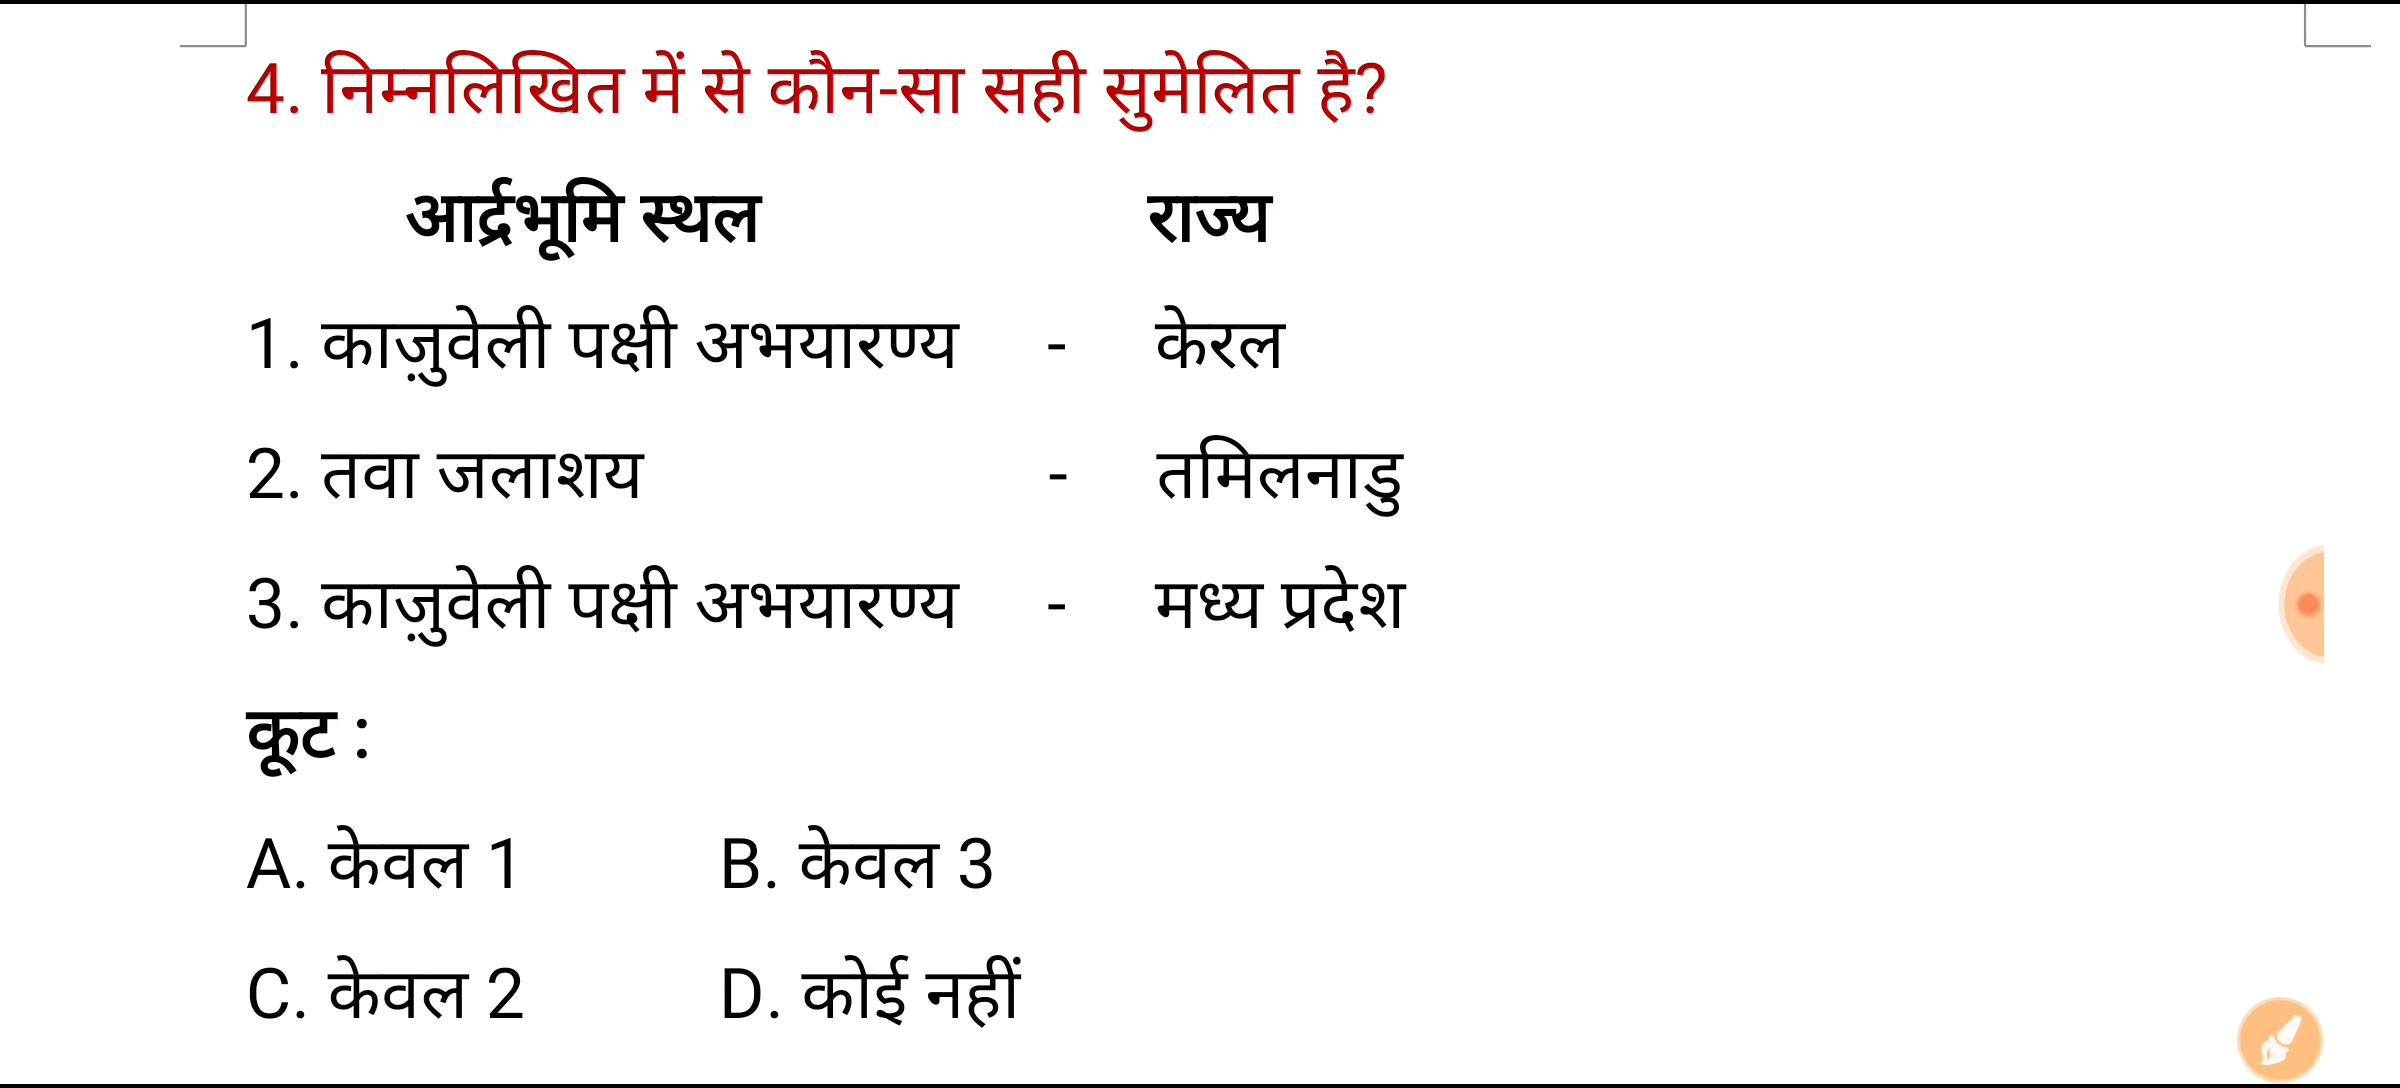 4. निम्नलिखित में से कौन-सा सही सुमेलित है?
आर्द्रभूमि स्थल राज्य
1. काज़ुवेली पक्षी अभयारण्य - केरल
2. तवा जलाशय - तमिलनाडु
3. काज़ुवेली पक्षी अभयारण्य - मध्य प्रदेश
कूट :
A. केवल 1 B. केवल 3
C. केवल 2 D. कोई नहीं